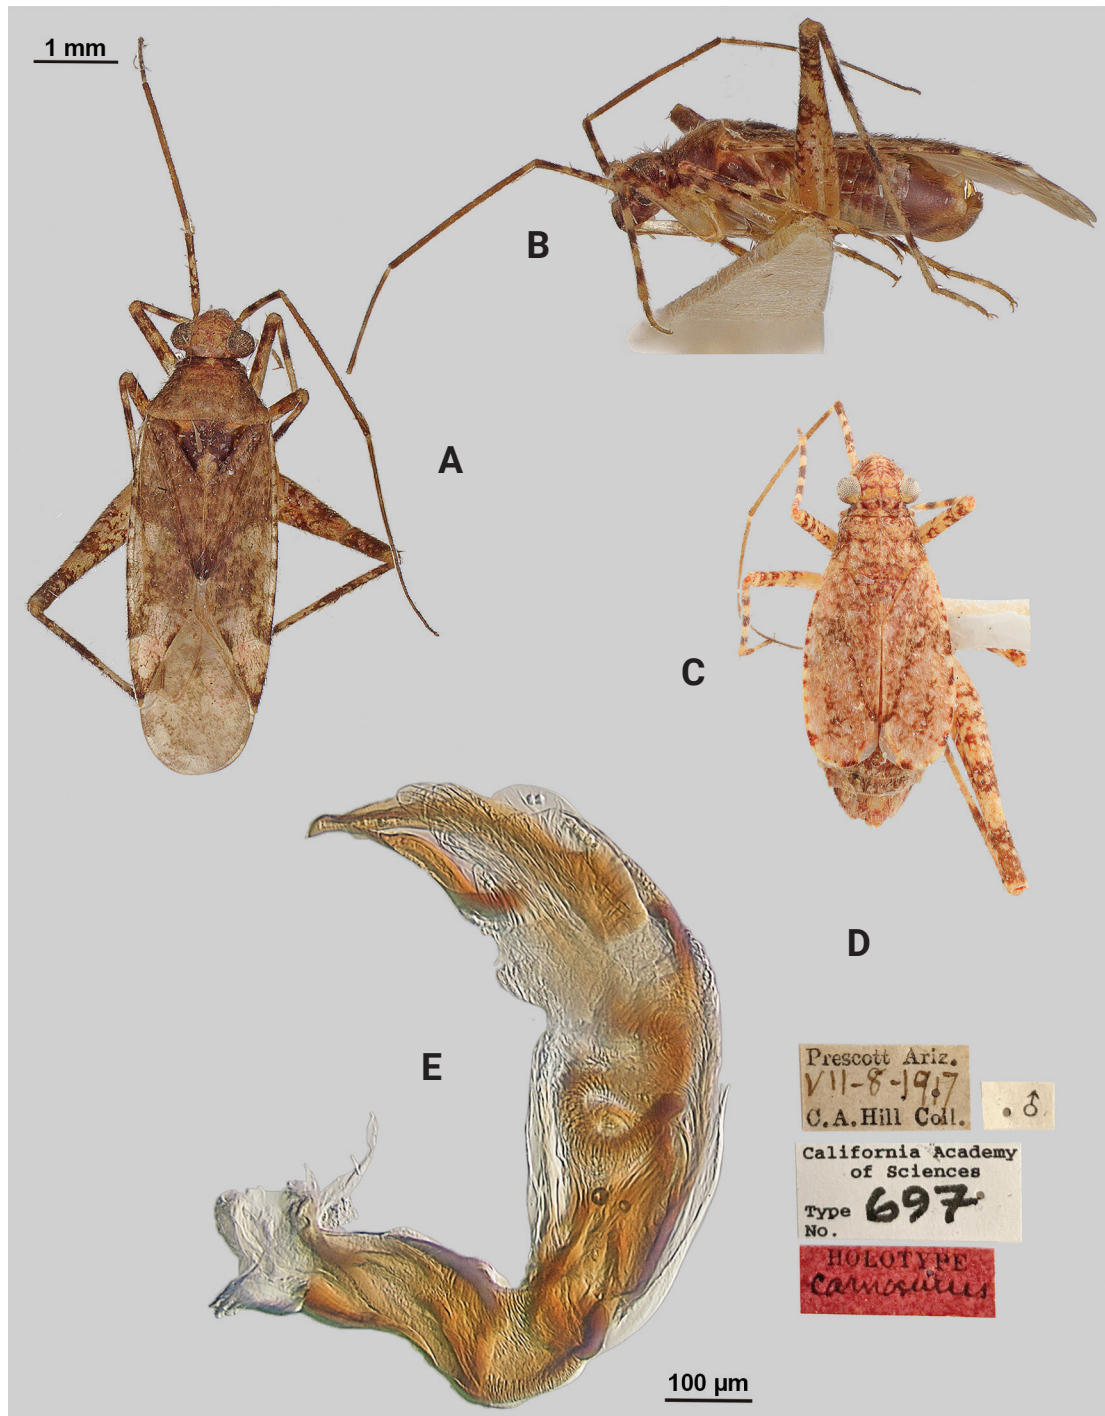 1 mm
B
A
C
D
E
Prescott Ariz.
VII-8-1917
C.A. Hill Coll.
♂
California Academy
of Sciences
Type
No. 697
HOLOTYPE
carnosulus
100 µm